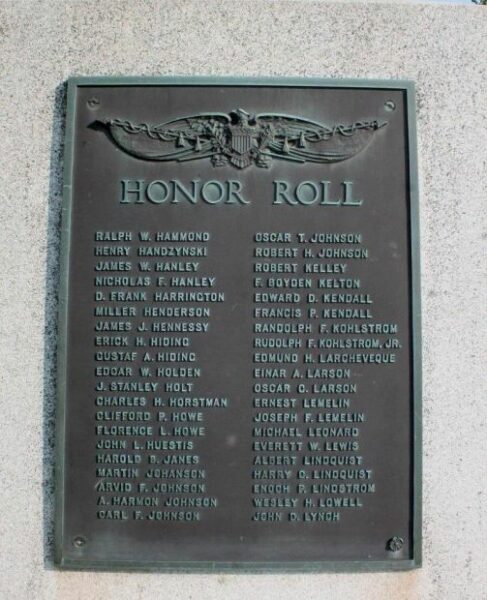 HONOR ROLL
RALPH W. HAMMOND
HENRY HANDZYNSKI
JAMES W. HANLEY
NICHOLAS F. HANLEY
D. FRANK HARRINGTON
MILLER HENDERSON
JAMES J. HENNESSY
ERICK H. HIDING
GUSTAF A. HIDING
EDGAR W. HOLDEN
J. STANLEY HOLT
CHARLES H. HORSTMAN
CLIFFORD P. HOWE
FLORENCE L. HOWE
JOHN L. HUESTIS
HAROLD B. JANES
MARTIN JOHANSON
ARVID F. JOHNSON
A. HARMON JOHNSON
CARL F. JOHNSON
OSCAR T. JOHNSON
ROBERT H. JOHNSON
ROBERT KELLEY
F. BOYDEN KELTON
EDWARD D. KENDALL
FRANCIS P. KENDALL
RANDOLPH F. KOHLSTROM
RUDOLPH F. KOHLSTROM, JR.
EDMUND H. LARCHEVEQUE
EINAR A. LARSON
OSCAR G. LARSON
ERNEST LEMELIN
JOSEPH F. LEMELIN
MICHAEL LEONARD
EVERETT W. LEWIS
ALBERT LINDQUIST
HARRY O. LINDQUIST
ENOCH P. LINDSTROM
WESLEY H. LOWELL
JOHN D. LYNCH